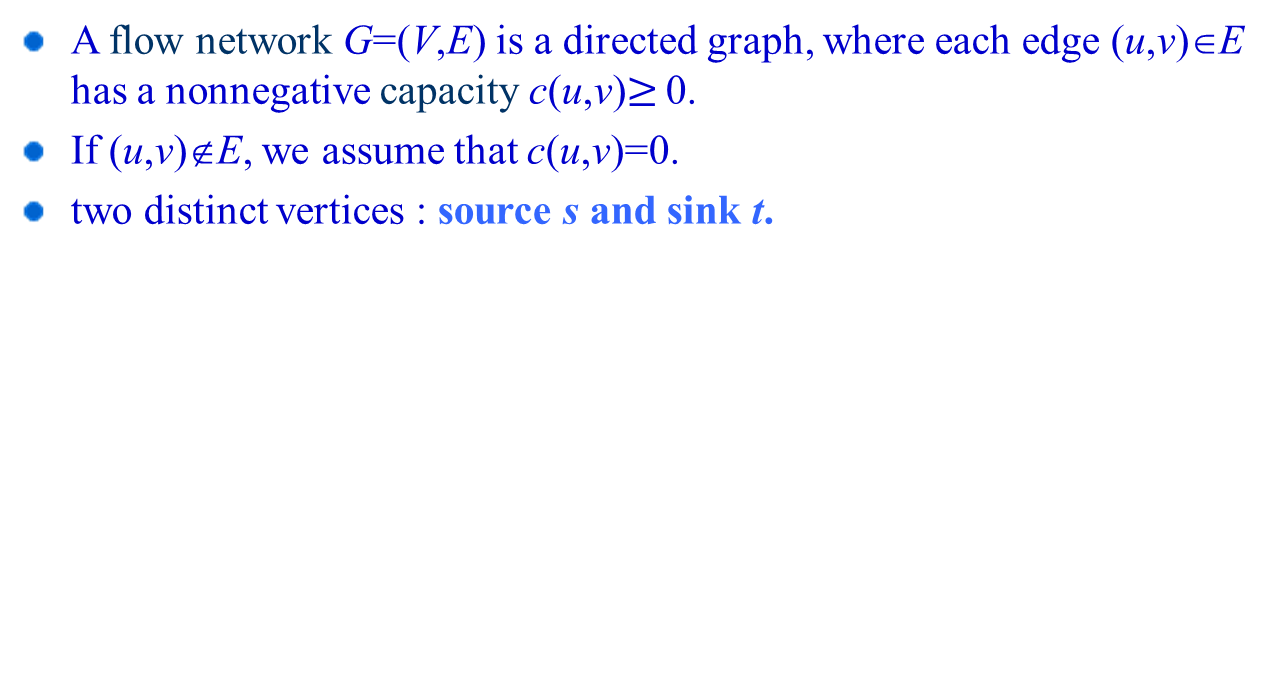 A flow network G=(V,E) is a directed graph, where each edge (u,v)∈E
has a nonnegative capacity c(u,v)≥ 0.
If (u,v)∉E, we assume that c(u,v)=0.
two distinct vertices : source s and sink t.